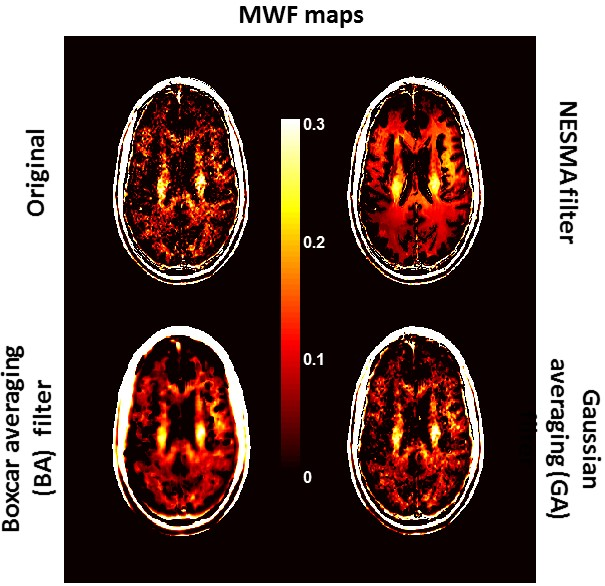 MWF maps
Original
NESMA filter
0.3
0.2
0.1
0
Boxcar averaging
(BA) filter
Gaussian
averaging (GA)
filter